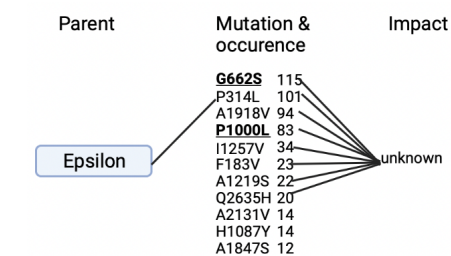 Parent Mutation & occurence Impact
G662S 115
P314L 101
A1918V 94
P1000L 83
I1257V 34
F183V 23
A1219S 22
Q2635H 20
A2131V 14
H1087Y 14
A1847S 12
Epsilon
unknown